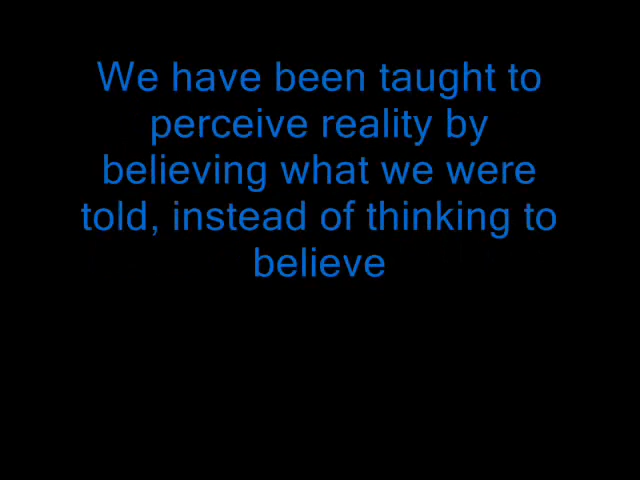 We have been taught to
perceive reality by
believing what we were
told, instead of thinking to
believe